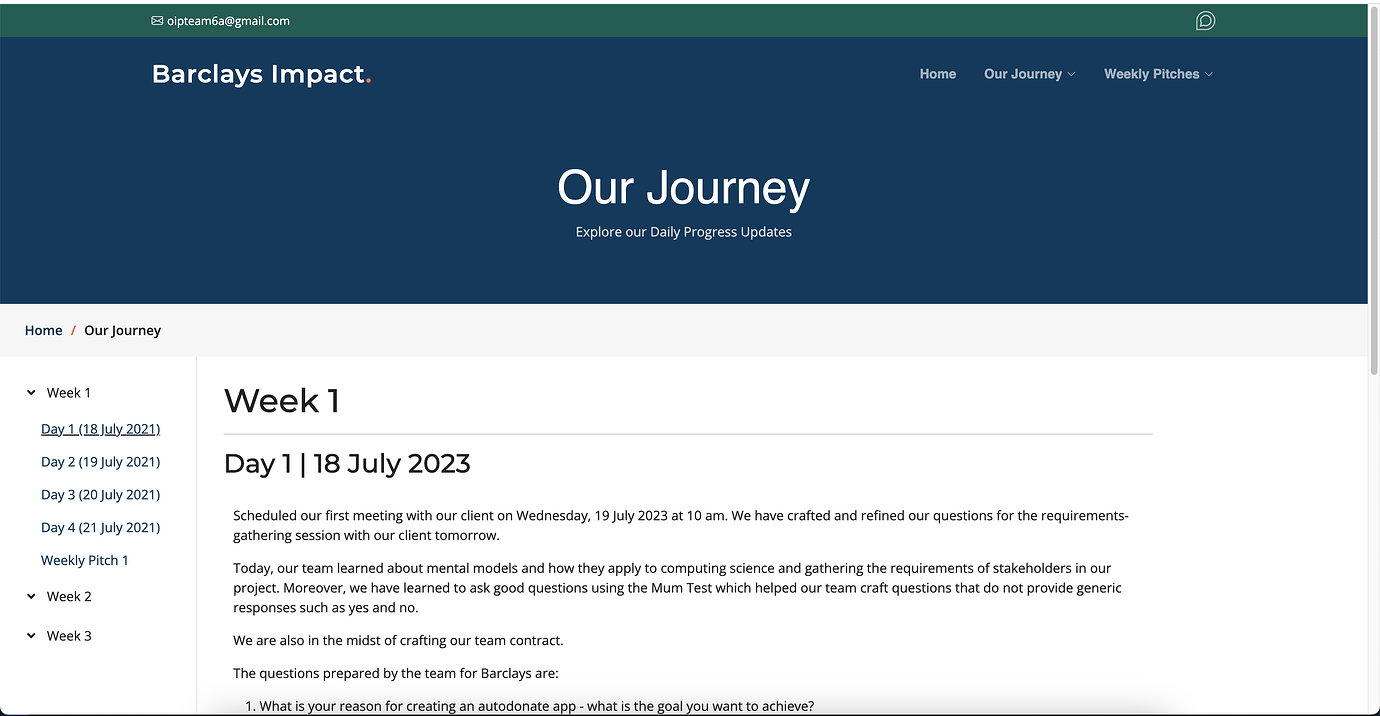 oipteam6a@gmail.com
Barclays Impact.
Home Our Journey Weekly Pitches
Our Journey
Explore our Daily Progress Updates
Home / Our Journey
Week 1
Day 1 (18 July 2021)
Day 2 (19 July 2021)
Day 3 (20 July 2021)
Day 4 (21 July 2021)
Weekly Pitch 1
Week 2
Week 3
Week 1
Day 1 | 18 July 2023
Scheduled our first meeting with our client on Wednesday, 19 July 2023 at 10 am. We have crafted and refined our questions for the requirements-
gathering session with our client tomorrow.
Today, our team learned about mental models and how they apply to computing science and gathering the requirements of stakeholders in our
project. Moreover, we have learned to ask good questions using the Mum Test which helped our team craft questions that do not provide generic
responses such as yes and no.
We are also in the midst of crafting our team contract.
The questions prepared by the team for Barclays are:
1. What is your reason for creating an autodonate app - what is the goal you want to achieve?